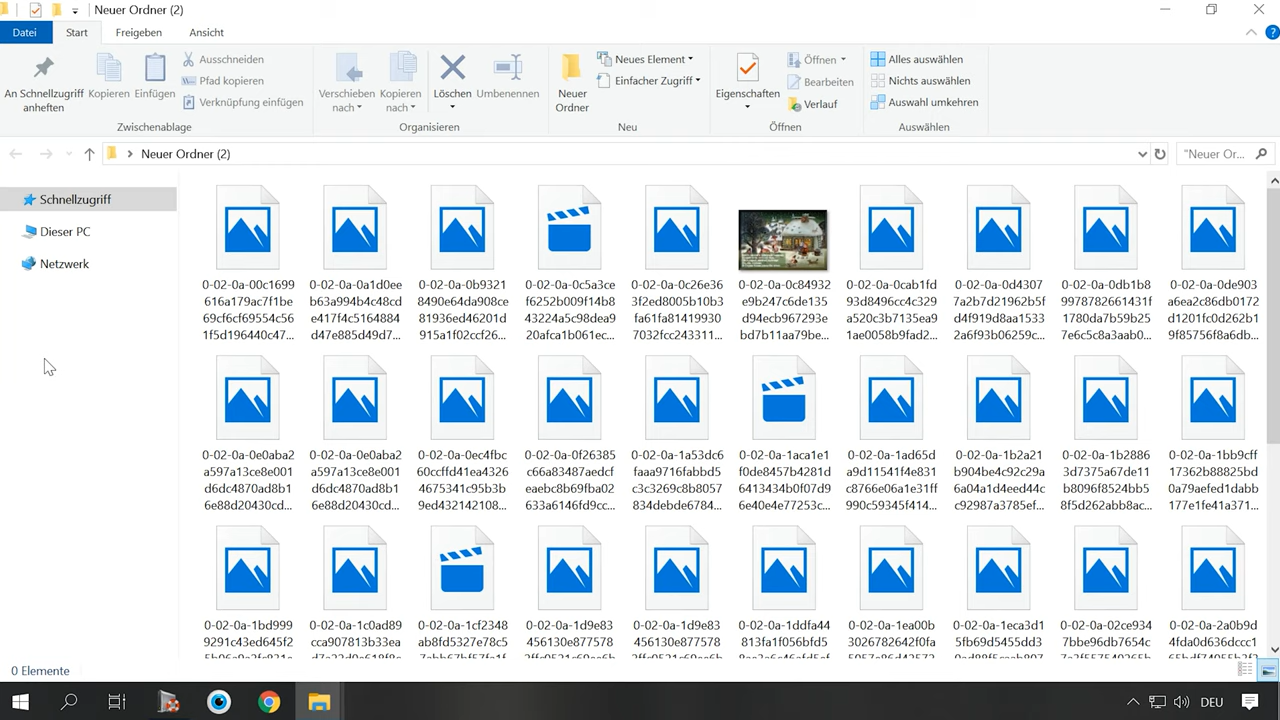 Neuer Ordner (2)
Datei Start Freigeben Ansicht
An Schnellzugriff anheften
Kopieren
Einfügen
Ausschneiden
Pfad kopieren
Verknüpfung einfügen
Zwischenablage
Verschieben nach
Kopieren nach
Löschen
Umbenennen
Organisieren
Neuer Ordner
Neues Element
Einfacher Zugriff
Neu
Eigenschaften
Öffnen
Bearbeiten
Verlauf
Öffnen
Alles auswählen
Nichts auswählen
Auswahl umkehren
Auswählen
Neuer Ordner (2)
"Neuer Or...
Schnellzugriff
Dieser PC
Netzwerk
0-02-0a-00c1699
616a179ac7f1be
69cf6cf69554c56
1f5d196440c47...
0-02-0a-0a1d0ee
b63a994b4c48cd
e417f4c5164884
d47e885d49d7...
0-02-0a-0b9321
8490e64da908ce
81936ed46201d
915a1f02ccf26...
0-02-0a-0c5a3ce
f6252b009f14b8
43224a5c98dea9
20afca1b061ec...
0-02-0a-0c26e36
3f2ed8005b10b3
fa61fa81419930
7032fcc243311...
0-02-0a-0c84932
e9b247c6de135
d94ecb967293e
bd7b11aa79be...
0-02-0a-0cab1fd
93d8496cc4c329
a520c3b7135ea9
1ae0058b9fad2...
0-02-0a-0d4307
7a2b7d21962b5f
d4f919d8aa1533
2a6f93b06259c...
0-02-0a-0db1b8
9978782661431f
1780da7b59b25
7e6c5c8a3aab0...
0-02-0a-0de903
a6ea2c86db0172
d1201fc0d262b1
9f85756f8a6db...
0-02-0a-0e0aba2
a597a13ce8e001
d6dc4870ad8b1
6e88d20430cd...
0-02-0a-0e0aba2
a597a13ce8e001
d6dc4870ad8b1
6e88d20430cd...
0-02-0a-0ec4fbc
60ccffd41ea4326
4675341c95b3b
9ed432142108...
0-02-0a-0f26385
c66a83487aedcf
eaebc8b69fba02
633a6146fd9cc...
0-02-0a-1a53dc6
faaa9716fabbd5
c3c3269c8b8057
834debde6784...
0-02-0a-1aca1e1
f0de8457b4281d
6413434b0f07d9
6e40e4e77253c...
0-02-0a-1ad65d
a9d11541f4e831
c8766e06a1e31ff
990c59345f414...
0-02-0a-1b2a21
b904be4c92c29a
6a04a1d4eed44c
c92987a3785ef...
0-02-0a-1b2886
3d7375a67de11
b8096f8524bb5
8f5d262abb8ac...
0-02-0a-1bb9cff
17362b88825bd
0a79aefed1dabb
177e1fe41a371...
0-02-0a-1bd999
9291c43ed645f2
0-02-0a-1c0ad89
cca907813b33ea
0-02-0a-1cf2348
ab8fd5327e78c5
0-02-0a-1d9e83
456130e877578
0-02-0a-1d9e83
456130e877578
0-02-0a-1ddfa44
813fa1f056bfd5
0-02-0a-1ea00b
3026782642f0fa
0-02-0a-1eca3d1
5fb69d5455dd3
0-02-0a-02ce934
7bbe96db7654c
0-02-0a-2a0b9d
4fda0d636dccc1
0 Elemente
DEU